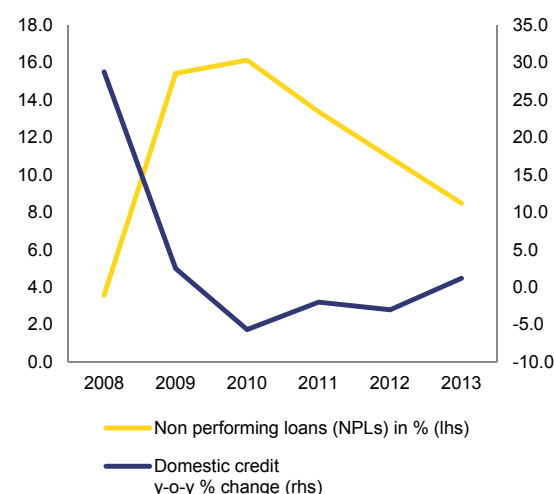 18.0 35.0
16.0 30.0
14.0 25.0
12.0 20.0
10.0 15.0
8.0 10.0
6.0 5.0
4.0 0.0
2.0 -5.0
0.0 -10.0
2008 2009 2010 2011 2012 2013
Non performing loans (NPLs) in % (lhs)
Domestic credit
y-o-y % change (rhs)